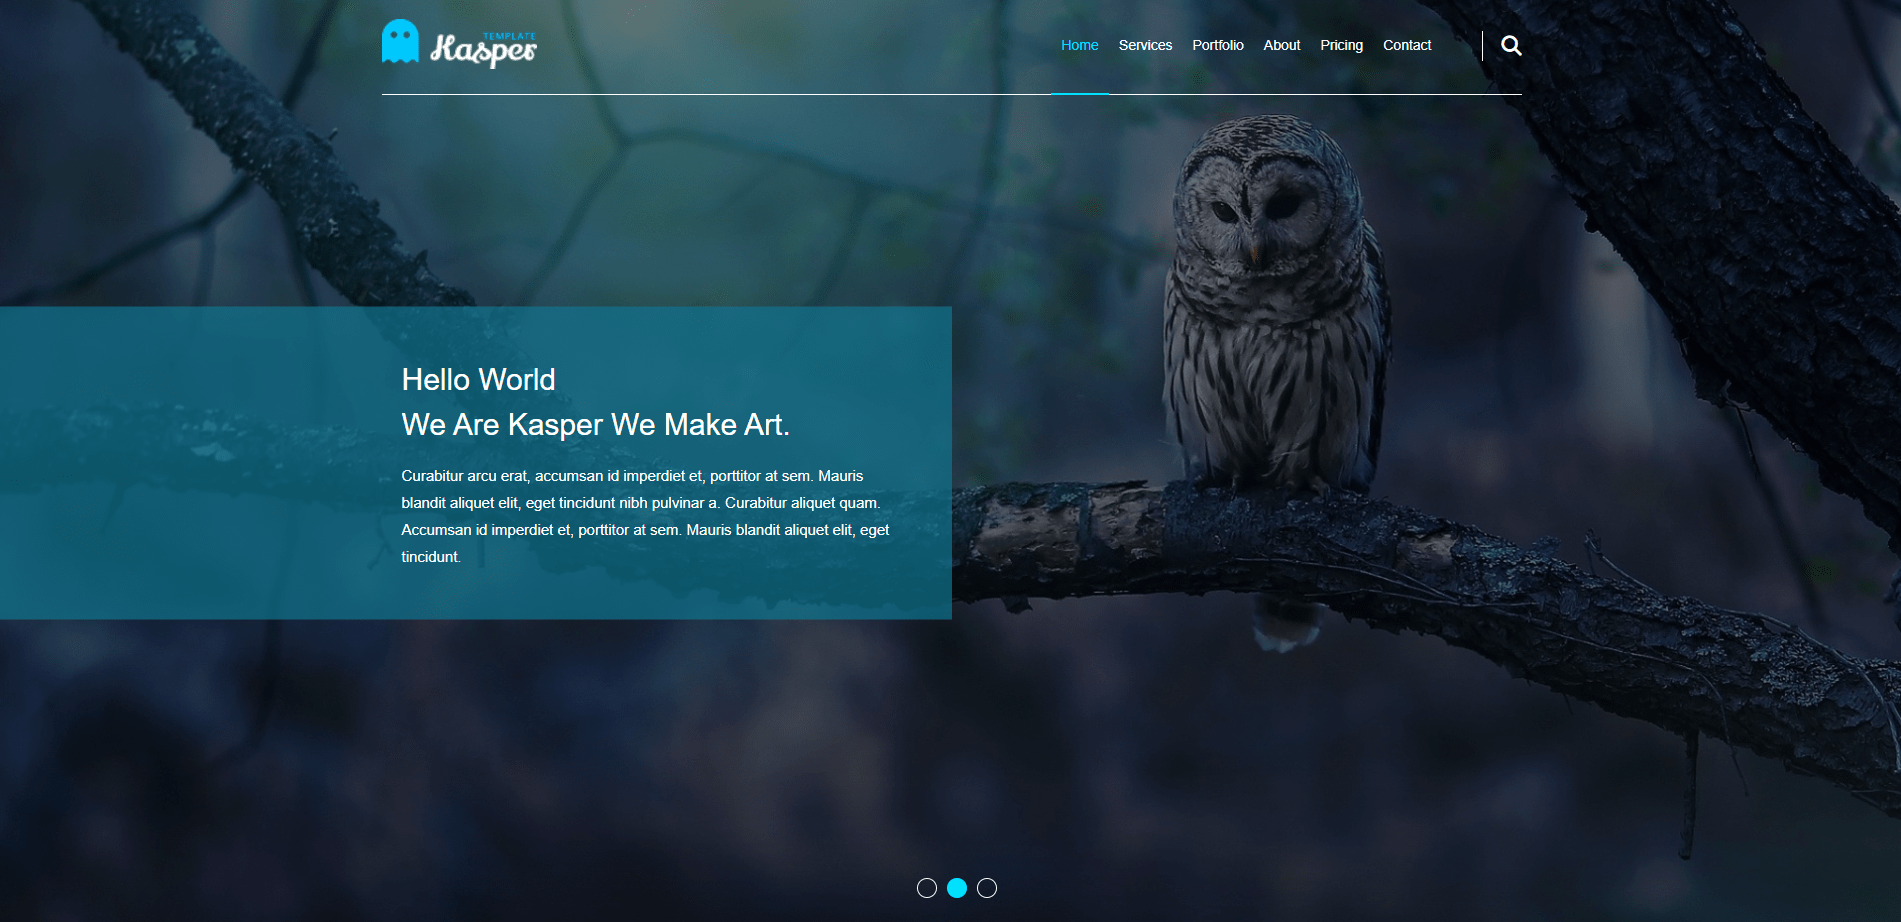 TEMPLATE
Kasper
Home Services Portfolio About Pricing Contact
Hello World
We Are Kasper We Make Art.
Curabitur arcu erat, accumsan id imperdiet et, porttitor at sem. Mauris
blandit aliquet elit, eget tincidunt nibh pulvinar a. Curabitur aliquet quam.
Accumsan id imperdiet et, porttitor at sem. Mauris blandit aliquet elit, eget
tincidunt.